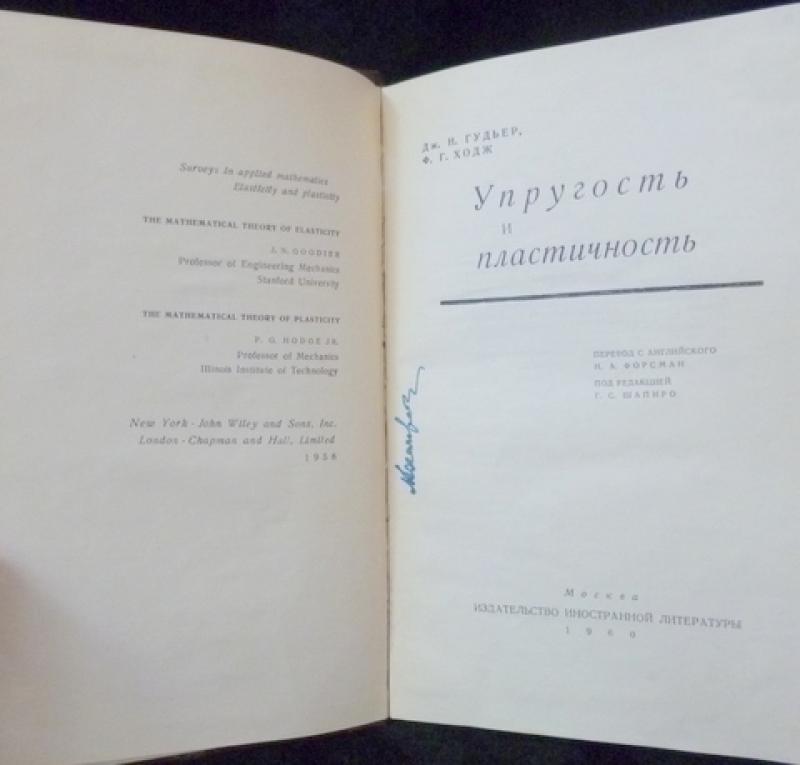 Surveys in applied mathematics
Elasticity and plasticity
THE MATHEMATICAL THEORY OF ELASTICITY
J. N. GOODIER
Professor of Engineering Mechanics
Stanford University
THE MATHEMATICAL THEORY OF PLASTICITY
P. G. HODGE JR.
Professor of Mechanics
Illinois Institute of Technology
New York - John Wiley and Sons, Inc.
London - Chapman and Hall, Limited
1958
Дж. Н. ГУДЬЕР,
Ф. Г. ХОДЖ
Упругость
и
пластичность
ПЕРЕВОД С АНГЛИЙСКОГО
Н. А. ФОРСМАН
ПОД РЕДАКЦИЕЙ
Г. С. ШАПИРО
Москва
ИЗДАТЕЛЬСТВО ИНОСТРАННОЙ ЛИТЕРАТУРЫ
1960